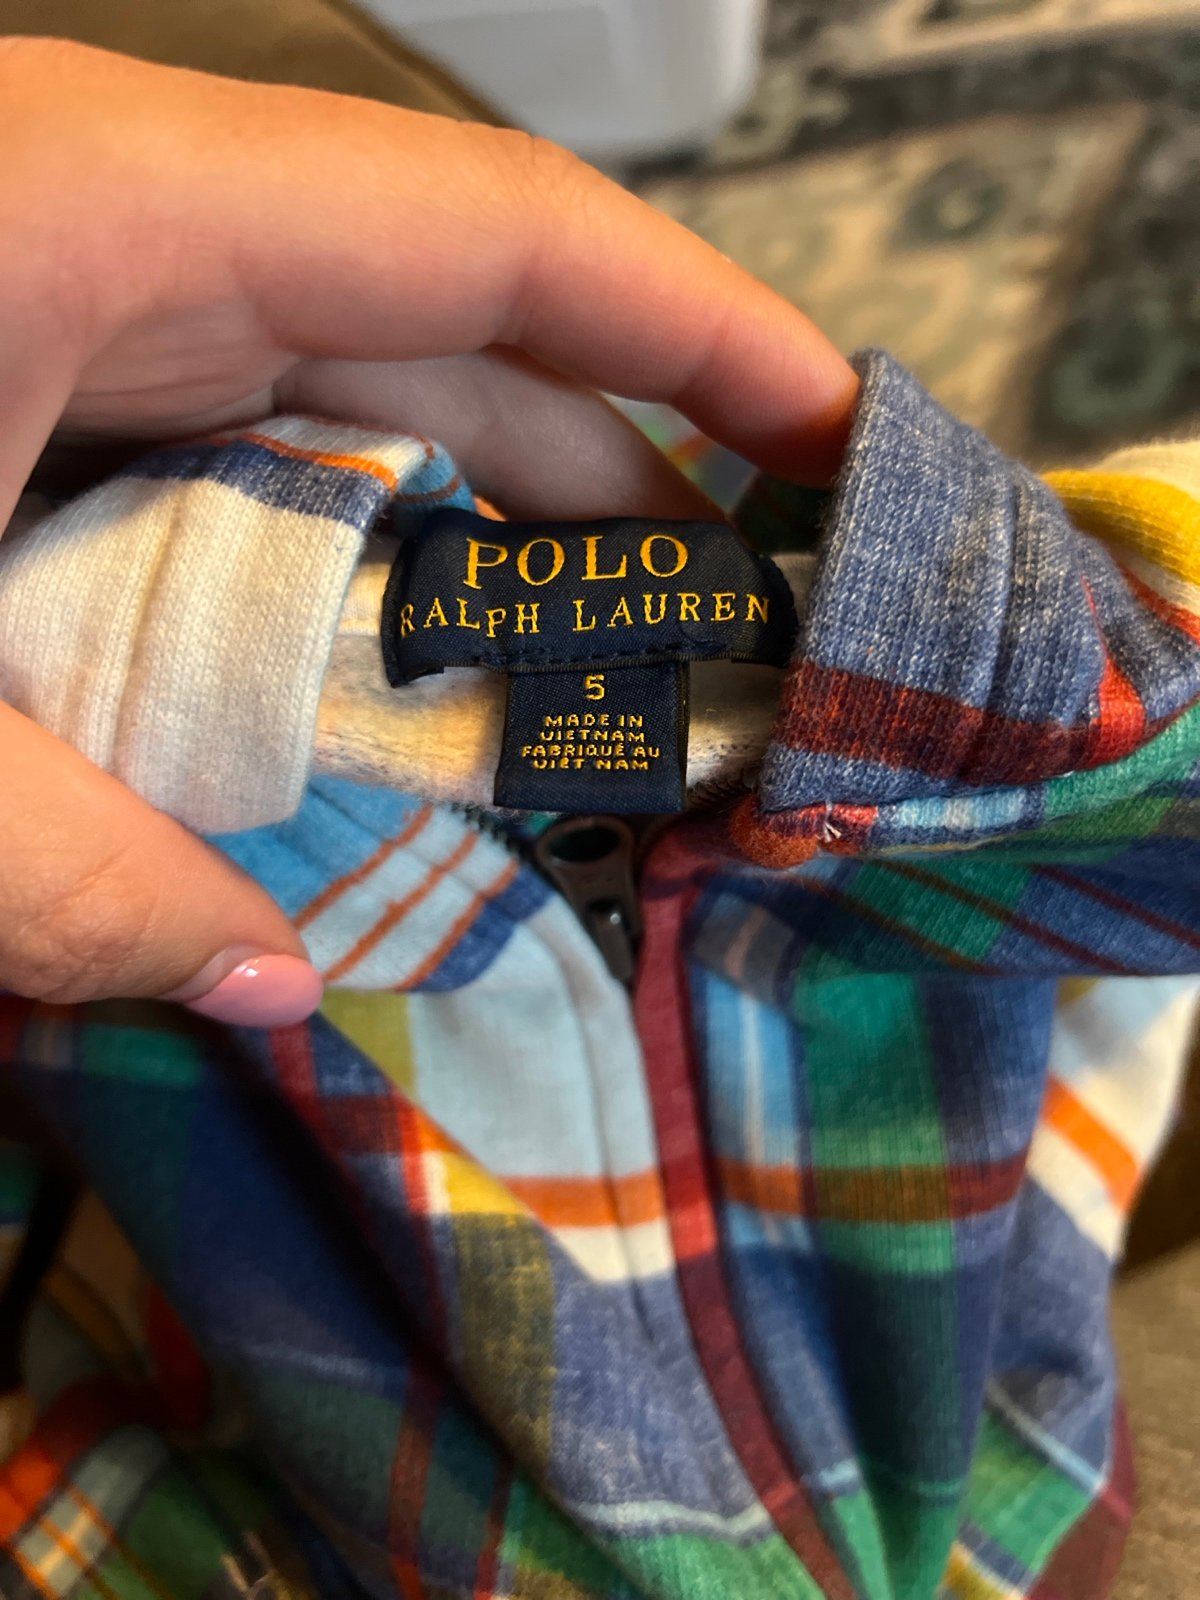 POLO
RALPH LAUREN
5
MADE IN
VIETNAM
FABRIQUÉ AU
VIÊT NAM